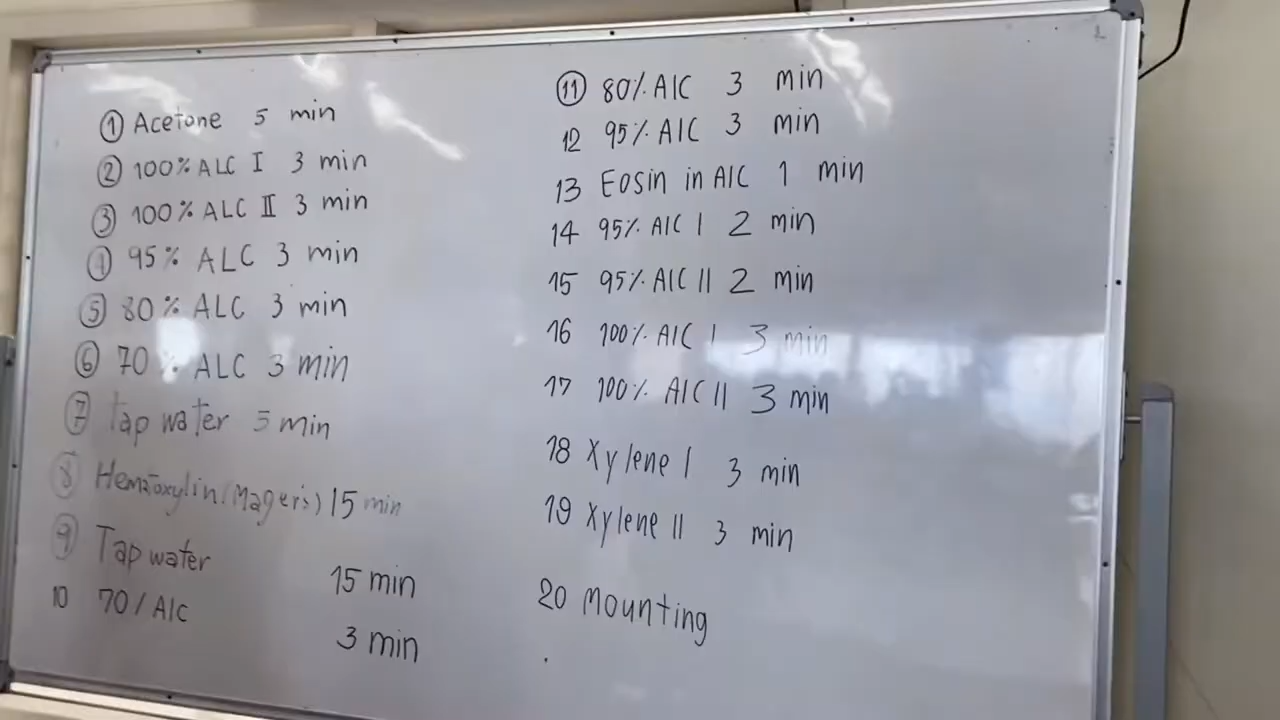 ① Acetone 5 min
② 100% ALC I 3 min
③ 100% ALC II 3 min
④ 95% ALC 3 min
⑤ 80% ALC 3 min
⑥ 70% ALC 3 min
⑦ Tap water 5 min
⑧ Hematoxylin (Mager's) 15 min
⑨ Tap water 15 min
10 70/ AlC 3 min
⑪ 80% AlC 3 min
12 95% AlC 3 min
13 Eosin in AlC 1 min
14 95% AlC I 2 min
15 95% AlC II 2 min
16 100% AlC I 3 min
17 100% AlC II 3 min
18 Xylene I 3 min
19 Xylene II 3 min
20 Mounting